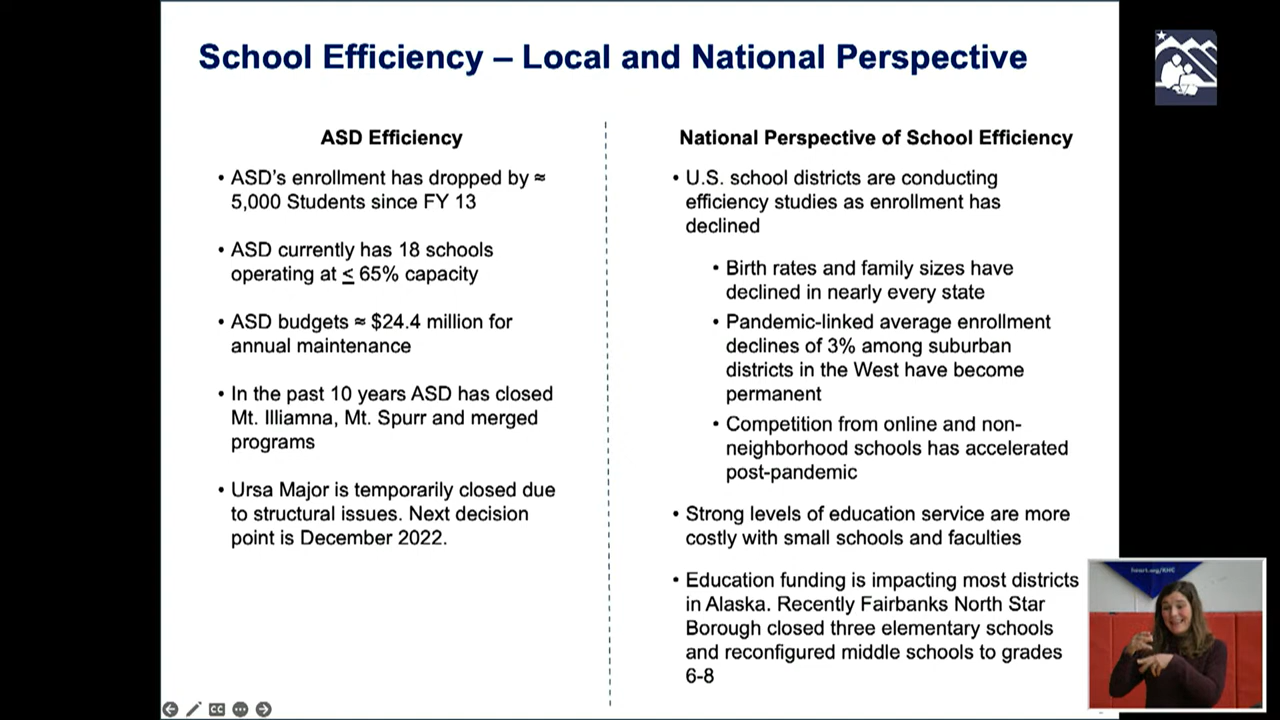 School Efficiency – Local and National Perspective
ASD Efficiency
• ASD's enrollment has dropped by ≈
5,000 Students since FY 13
• ASD currently has 18 schools
operating at ≤ 65% capacity
• ASD budgets ≈ $24.4 million for
annual maintenance
• In the past 10 years ASD has closed
Mt. Illiamna, Mt. Spurr and merged
programs
• Ursa Major is temporarily closed due
to structural issues. Next decision
point is December 2022.
National Perspective of School Efficiency
• U.S. school districts are conducting
efficiency studies as enrollment has
declined
• Birth rates and family sizes have
declined in nearly every state
• Pandemic-linked average enrollment
declines of 3% among suburban
districts in the West have become
permanent
• Competition from online and non-
neighborhood schools has accelerated
post-pandemic
• Strong levels of education service are more
costly with small schools and faculties
• Education funding is impacting most districts
in Alaska. Recently Fairbanks North Star
Borough closed three elementary schools
and reconfigured middle schools to grades
6-8
heart.org/KHC
CC